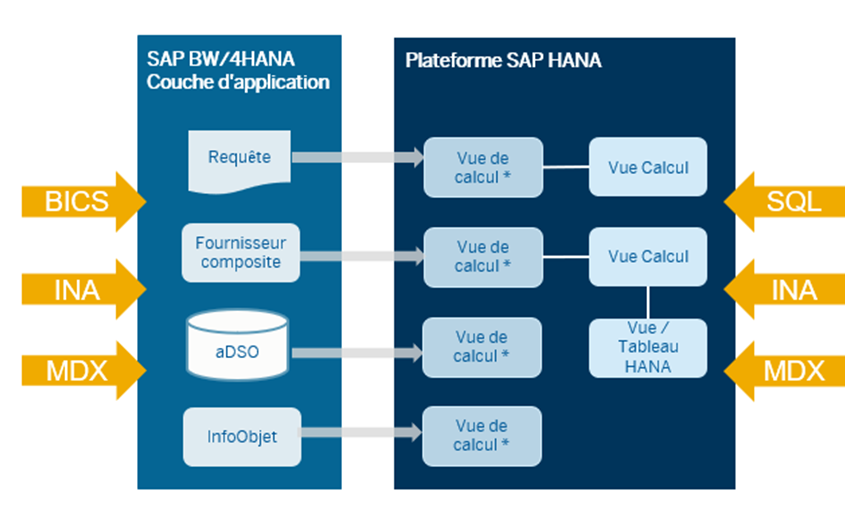 SAP BW/4HANA
Couche d'application
Plateforme SAP HANA
Requête
Vue de
calcul *
Vue Calcul
BICS
SQL
Fournisseur
composite
Vue de
calcul *
Vue Calcul
INA
INA
aDSO
Vue de
calcul *
Vue /
Tableau
HANA
MDX
MDX
InfoObjet
Vue de
calcul *